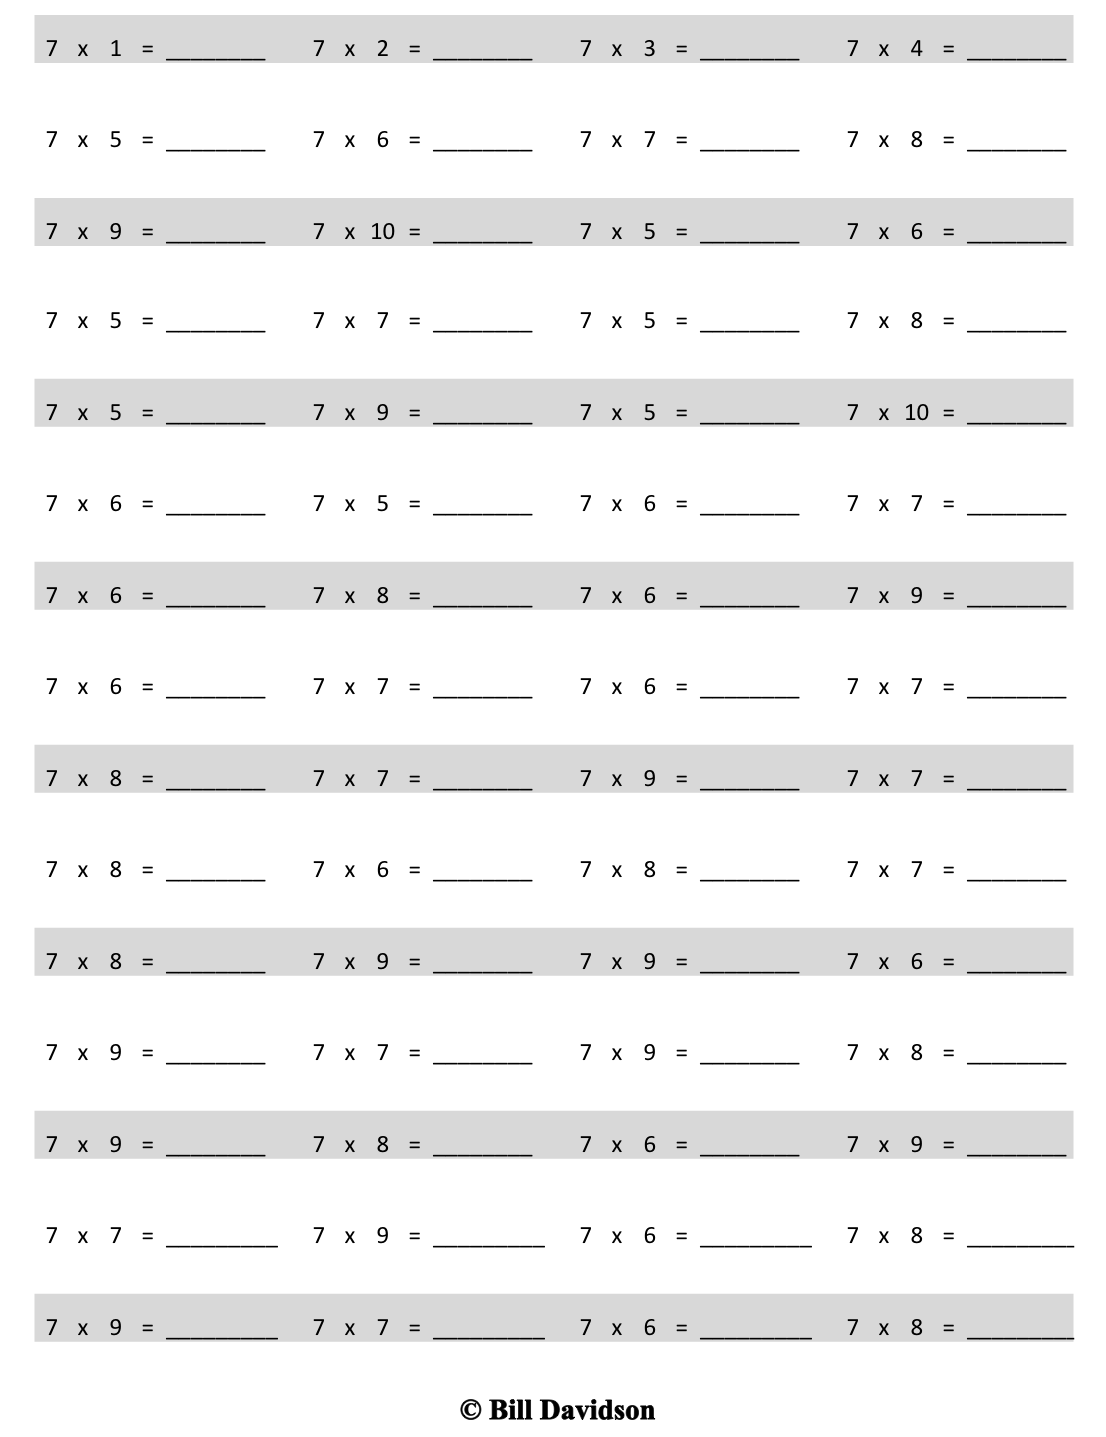 7 x 1 = ________ 7 x 2 = ________ 7 x 3 = ________ 7 x 4 = ________
7 x 5 = ________ 7 x 6 = ________ 7 x 7 = ________ 7 x 8 = ________
7 x 9 = ________ 7 x 10 = ________ 7 x 5 = ________ 7 x 6 = ________
7 x 5 = ________ 7 x 7 = ________ 7 x 5 = ________ 7 x 8 = ________
7 x 5 = ________ 7 x 9 = ________ 7 x 5 = ________ 7 x 10 = ________
7 x 6 = ________ 7 x 5 = ________ 7 x 6 = ________ 7 x 7 = ________
7 x 6 = ________ 7 x 8 = ________ 7 x 6 = ________ 7 x 9 = ________
7 x 6 = ________ 7 x 7 = ________ 7 x 6 = ________ 7 x 7 = ________
7 x 8 = ________ 7 x 7 = ________ 7 x 9 = ________ 7 x 7 = ________
7 x 8 = ________ 7 x 6 = ________ 7 x 8 = ________ 7 x 7 = ________
7 x 8 = ________ 7 x 9 = ________ 7 x 9 = ________ 7 x 6 = ________
7 x 9 = ________ 7 x 7 = ________ 7 x 9 = ________ 7 x 8 = ________
7 x 9 = ________ 7 x 8 = ________ 7 x 6 = ________ 7 x 9 = ________
7 x 7 = _________ 7 x 9 = _________ 7 x 6 = _________ 7 x 8 = _________
7 x 9 = _________ 7 x 7 = _________ 7 x 6 = _________ 7 x 8 = _________
© Bill Davidson